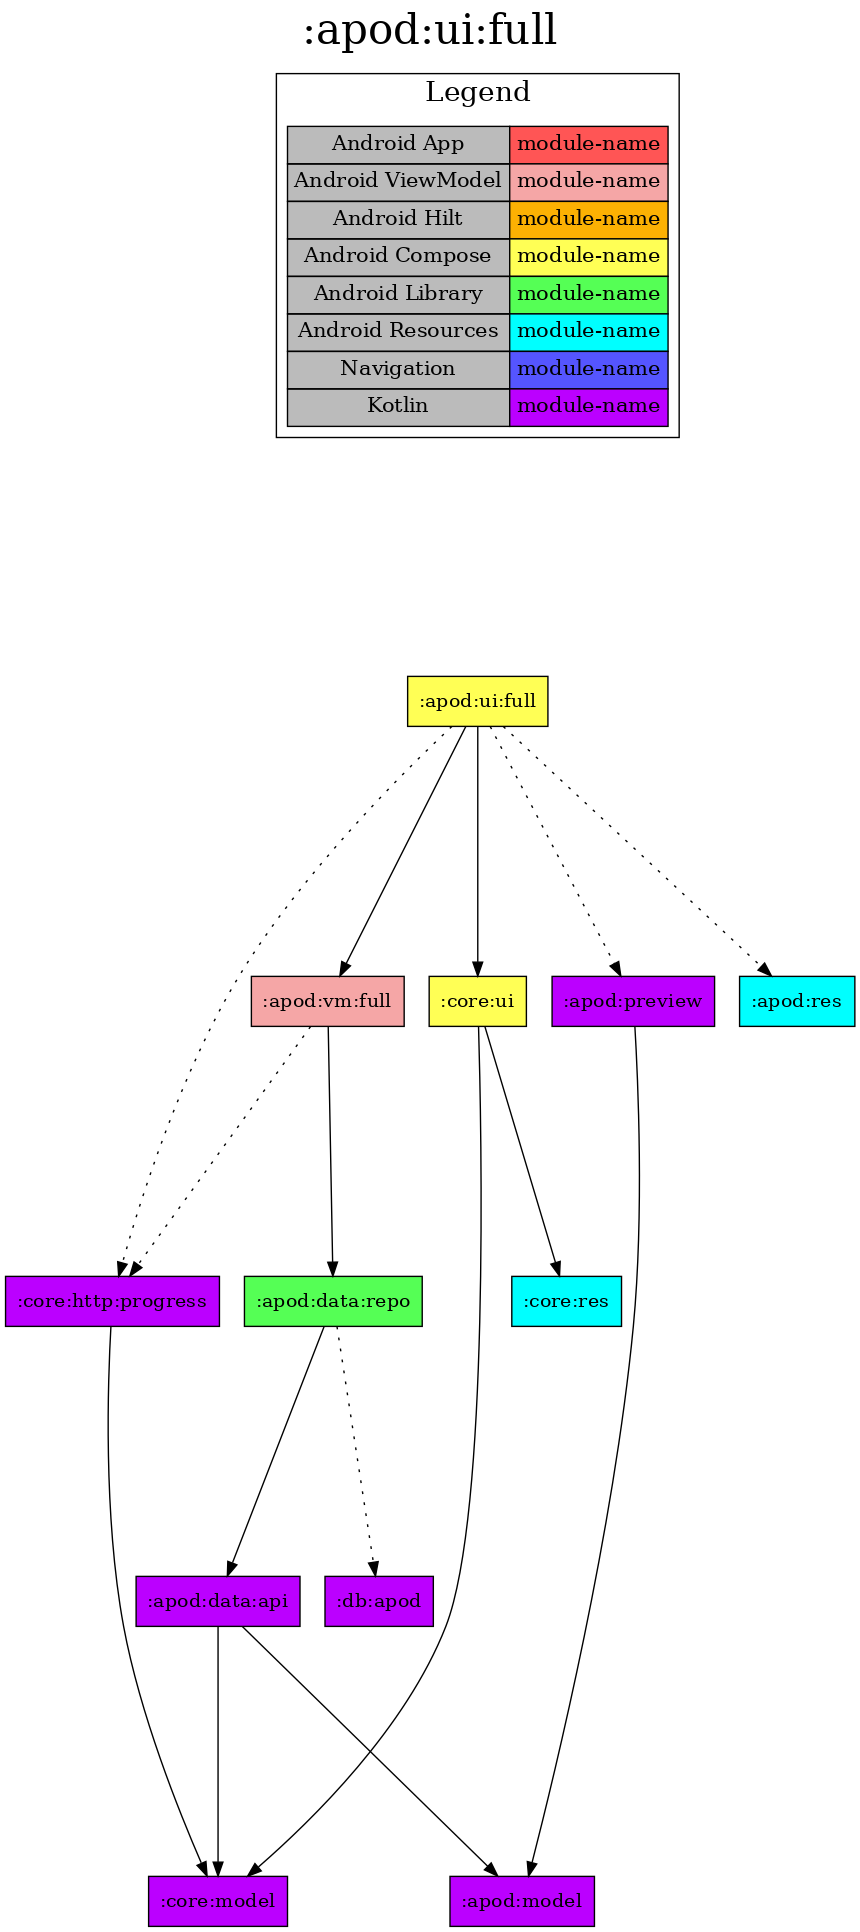 :apod:ui:full
Legend
Android App module-name
Android ViewModel module-name
Android Hilt module-name
Android Compose module-name
Android Library module-name
Android Resources module-name
Navigation module-name
Kotlin module-name
:apod:ui:full
:apod:vm:full :core:ui :apod:preview :apod:res
:core:http:progress :apod:data:repo :core:res
:apod:data:api :db:apod
:core:model :apod:model